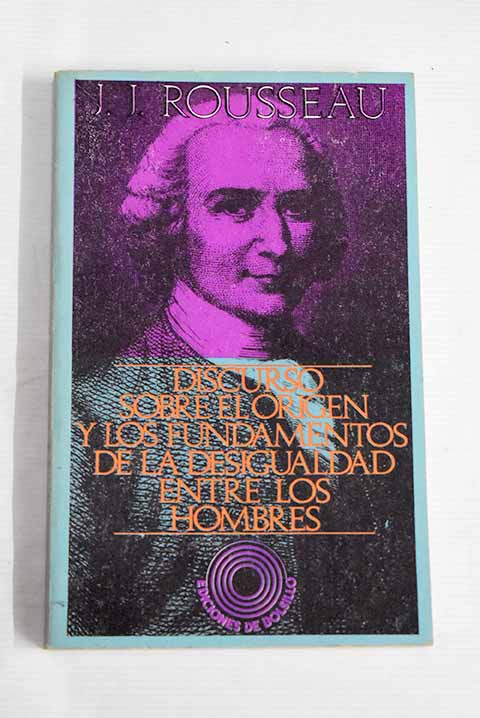 J. J. ROUSSEAU
DISCURSO
SOBRE EL ORIGEN
Y LOS FUNDAMENTOS
DE LA DESIGUALDAD
ENTRE LOS
HOMBRES
EDICIONES DE BOLSILLO